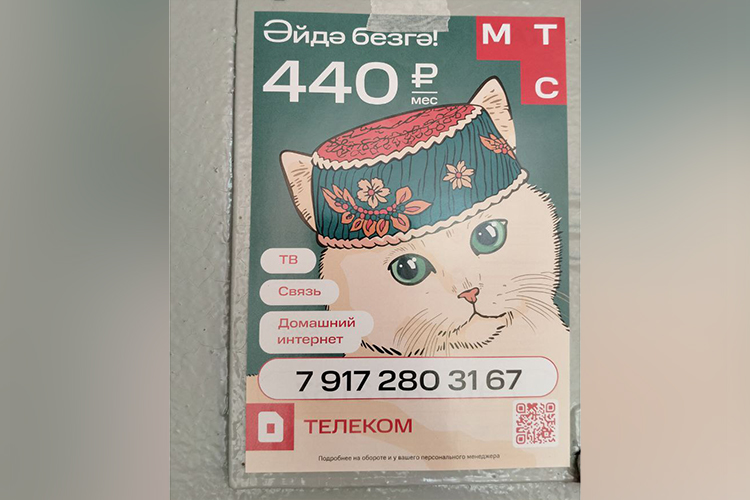 Әйдә безгә!
МТС
440 ₽
мес
ТВ
Связь
Домашний
интернет
7 917 280 31 67
ТЕЛЕКОМ
Подробнее на обороте и у вашего персонального менеджера